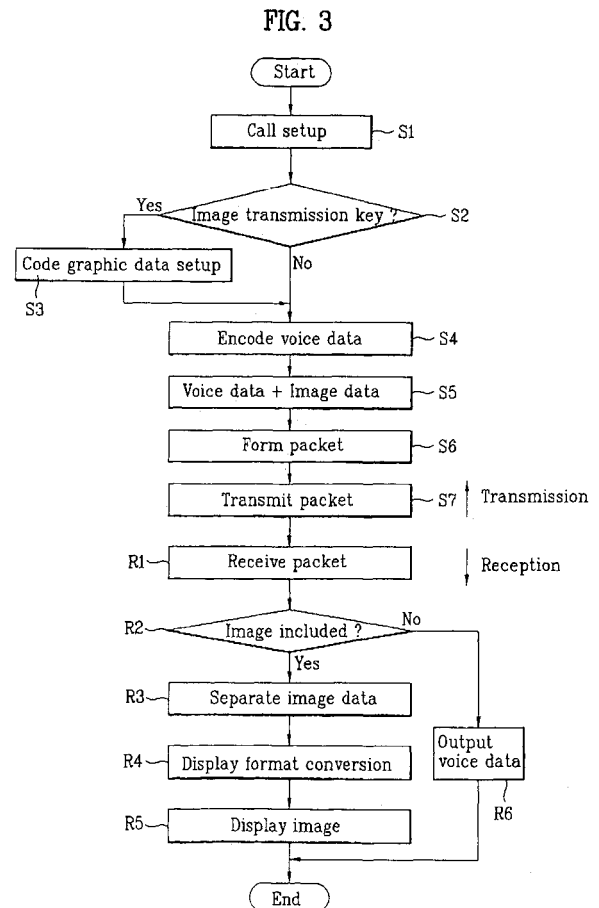 FIG. 3
Start
Call setup
S1
Image transmission key ?
S2
Yes
No
Code graphic data setup
S3
Encode voice data
S4
Voice data + Image data
S5
Form packet
S6
Transmit packet
S7
Transmission
R1
Receive packet
Reception
R2
Image included ?
No
Yes
R3
Separate image data
R4
Display format conversion
Output
voice data
R6
R5
Display image
End